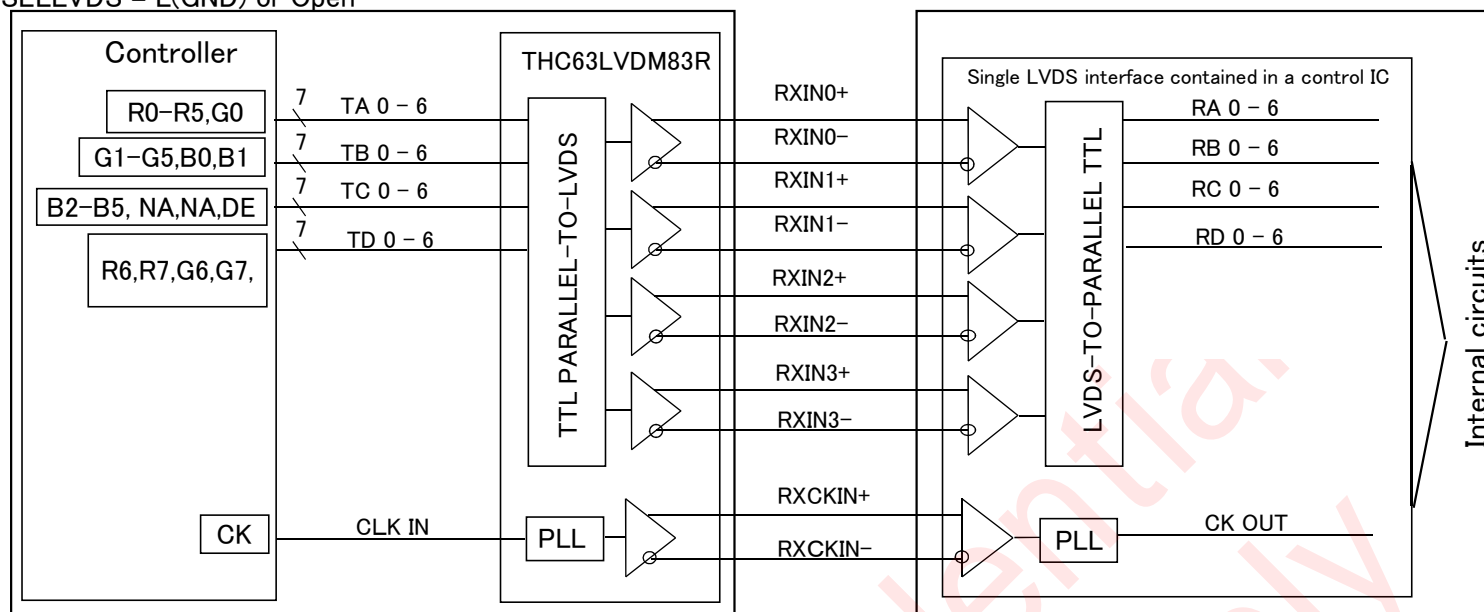 SELLVDS = L(GND) or Open
Controller
THC63LVDM83R
Single LVDS interface contained in a control IC
R0-R5,G0
7
TA 0 - 6
RXIN0+
RA 0 - 6
G1-G5,B0,B1
7
TB 0 - 6
RXIN0-
RB 0 - 6
B2-B5, NA,NA,DE
7
TC 0 - 6
RXIN1+
RC 0 - 6
R6,R7,G6,G7,
7
TD 0 - 6
RXIN1-
RD 0 - 6
TTL PARALLEL-TO-LVDS
LVDS-TO-PARALLEL TTL
RXIN2+
RXIN2-
RXIN3+
RXIN3-
Internal circuits
CK
CLK IN
PLL
RXCKIN+
RXCKIN-
PLL
CK OUT